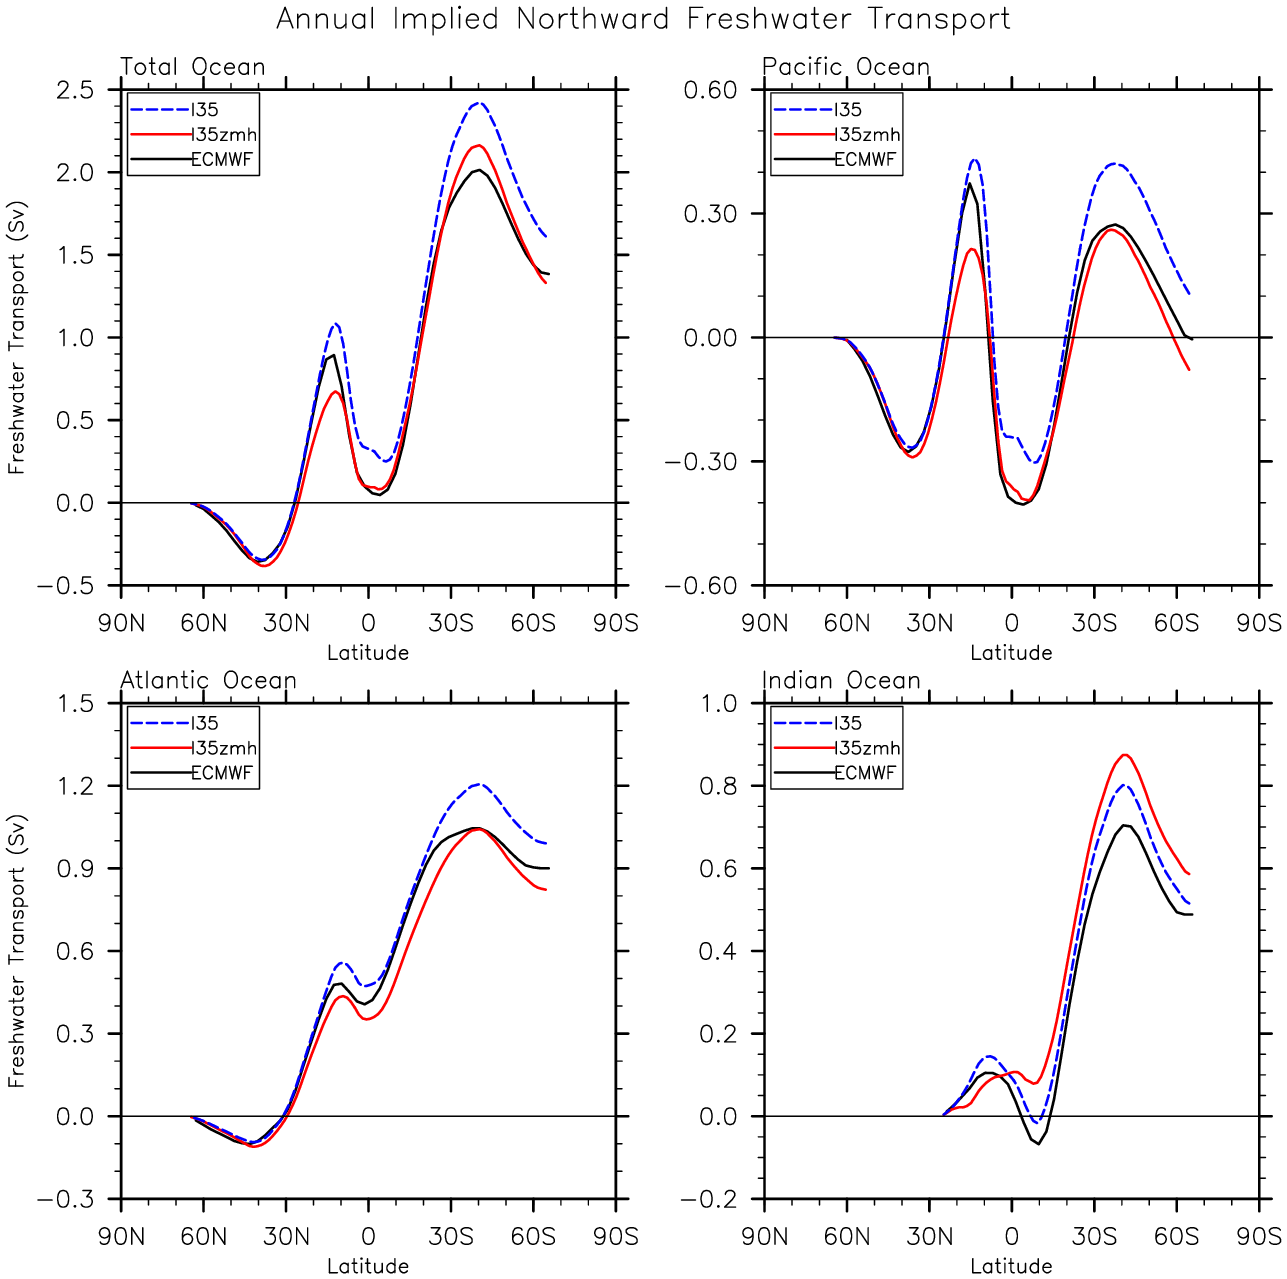 Annual Implied Northward Freshwater Transport
Total Ocean
I35
I35zmh
ECMWF
2.5
2.0
1.5
1.0
0.5
0.0
−0.5
Freshwater Transport (Sv)
90N 60N 30N 0 30S 60S 90S
Latitude
Pacific Ocean
I35
I35zmh
ECMWF
0.60
0.30
0.00
−0.30
−0.60
90N 60N 30N 0 30S 60S 90S
Latitude
Atlantic Ocean
I35
I35zmh
ECMWF
1.5
1.2
0.9
0.6
0.3
0.0
−0.3
Freshwater Transport (Sv)
90N 60N 30N 0 30S 60S 90S
Latitude
Indian Ocean
I35
I35zmh
ECMWF
1.0
0.8
0.6
0.4
0.2
0.0
−0.2
90N 60N 30N 0 30S 60S 90S
Latitude